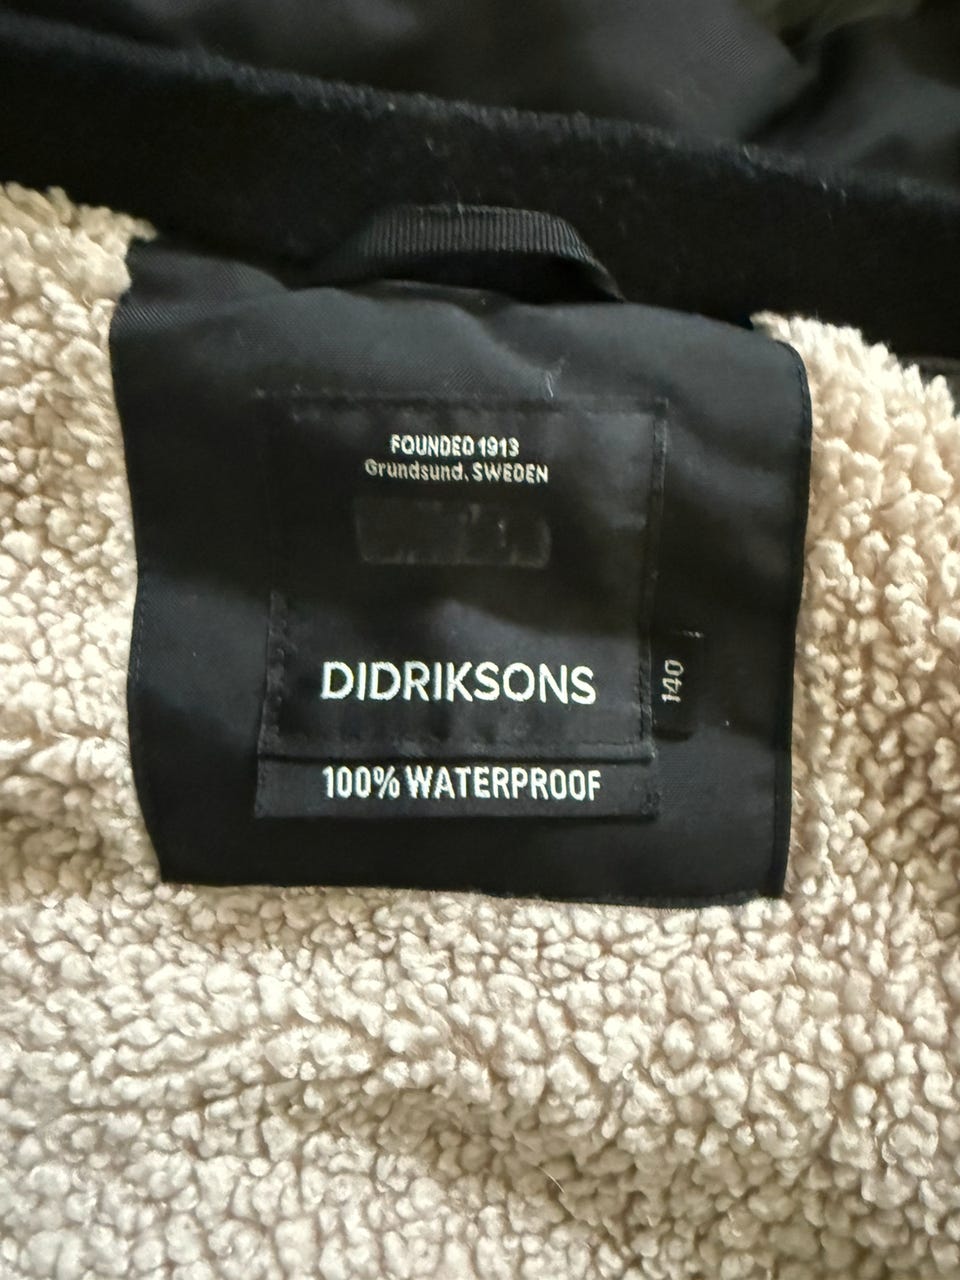 FOUNDED 1913
Grundsund, SWEDEN
DIDRIKSONS
140
100% WATERPROOF